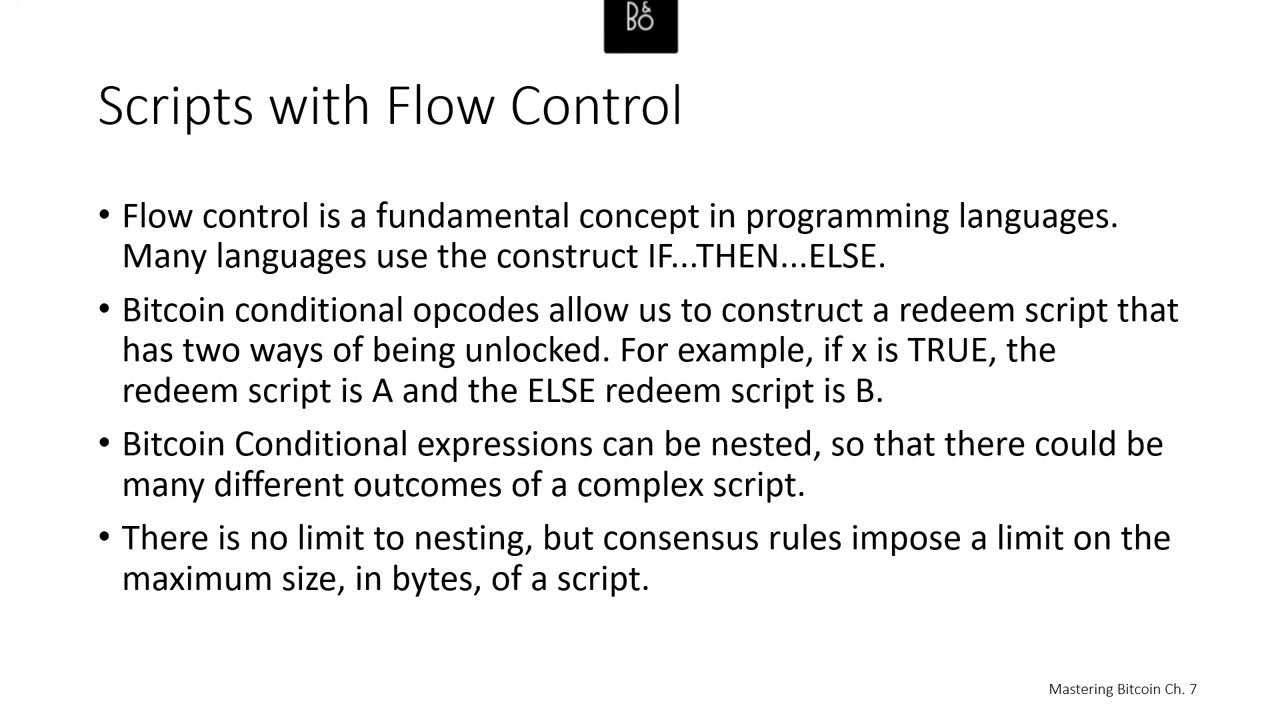 B&O
Scripts with Flow Control
• Flow control is a fundamental concept in programming languages.
Many languages use the construct IF...THEN...ELSE.
• Bitcoin conditional opcodes allow us to construct a redeem script that
has two ways of being unlocked. For example, if x is TRUE, the
redeem script is A and the ELSE redeem script is B.
• Bitcoin Conditional expressions can be nested, so that there could be
many different outcomes of a complex script.
• There is no limit to nesting, but consensus rules impose a limit on the
maximum size, in bytes, of a script.
Mastering Bitcoin Ch. 7